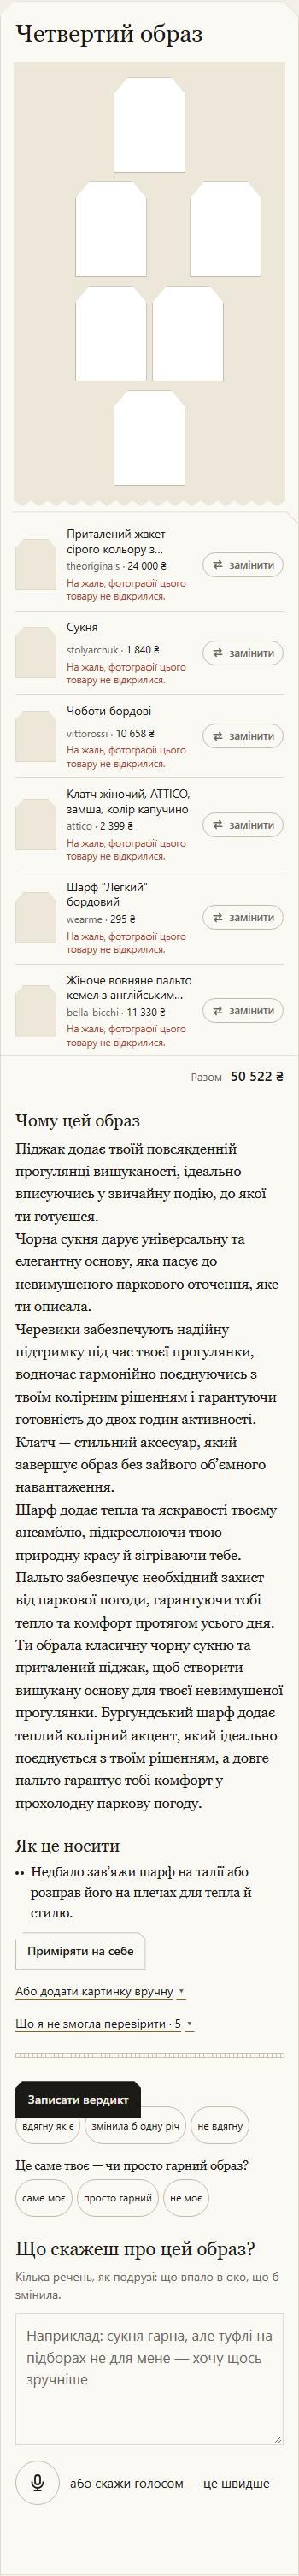 Четвертий образ
Приталений жакет
сірого кольору з...
theoriginals · 24 000 ₴
На жаль, фотографії цього
товару не відкрилися.
замінити
Сукня
stolyarchuk · 1 840 ₴
На жаль, фотографії цього
товару не відкрилися.
замінити
Чоботи бордові
vittorossi · 10 658 ₴
На жаль, фотографії цього
товару не відкрилися.
замінити
Клатч жіночий, ATTICO,
замша, колір капучино
attico · 2 399 ₴
На жаль, фотографії цього
товару не відкрилися.
замінити
Шарф "Легкий"
бордовий
wearme · 295 ₴
На жаль, фотографії цього
товару не відкрилися.
замінити
Жіноче вовняне пальто
кемел з англійським...
bella-bicchi · 11 330 ₴
На жаль, фотографії цього
товару не відкрилися.
замінити
Разом 50 522 ₴
Чому цей образ
Піджак додає твоїй повсякденній
прогулянці вишуканості, ідеально
вписуючись у звичайну подію, до якої
ти готуєшся.
Чорна сукня дарує універсальну та
елегантну основу, яка пасує до
невимушеного паркового оточення, яке
ти описала.
Черевики забезпечують надійну
підтримку під час твоєї прогулянки,
водночас гармонійно поєднуючись з
твоїм колірним рішенням і гарантуючи
готовність до двох годин активності.
Клатч — стильний аксесуар, який
завершує образ без зайвого об’ємного
навантаження.
Шарф додає тепла та яскравості твоєму
ансамблю, підкреслюючи твою
природну красу й зігріваючи тебе.
Пальто забезпечує необхідний захист
від паркової погоди, гарантуючи тобі
тепло та комфорт протягом усього дня.
Ти обрала класичну чорну сукню та
приталений піджак, щоб створити
вишукану основу для твоєї невимушеної
прогулянки. Бургундський шарф додає
теплий колірний акцент, який ідеально
поєднується з твоїм рішенням, а довге
пальто гарантує тобі комфорт у
прохолодну паркову погоду.
Як це носити
Недбало зав’яжи шарф на талії або
розправ його на плечах для тепла й
стилю.
Приміряти на себе
Або додати картинку вручну
Що я не змогла перевірити · 5
Записати вердикт
вдягну як є
змінила б одну річ
не вдягну
Це саме твоє — чи просто гарний образ?
саме моє
просто гарний
не моє
Що скажеш про цей образ?
Кілька речень, як подрузі: що впало в око, що б
змінила.
Наприклад: сукня гарна, але туфлі на
підборах не для мене — хочу щось
зручніше
або скажи голосом — це швидше